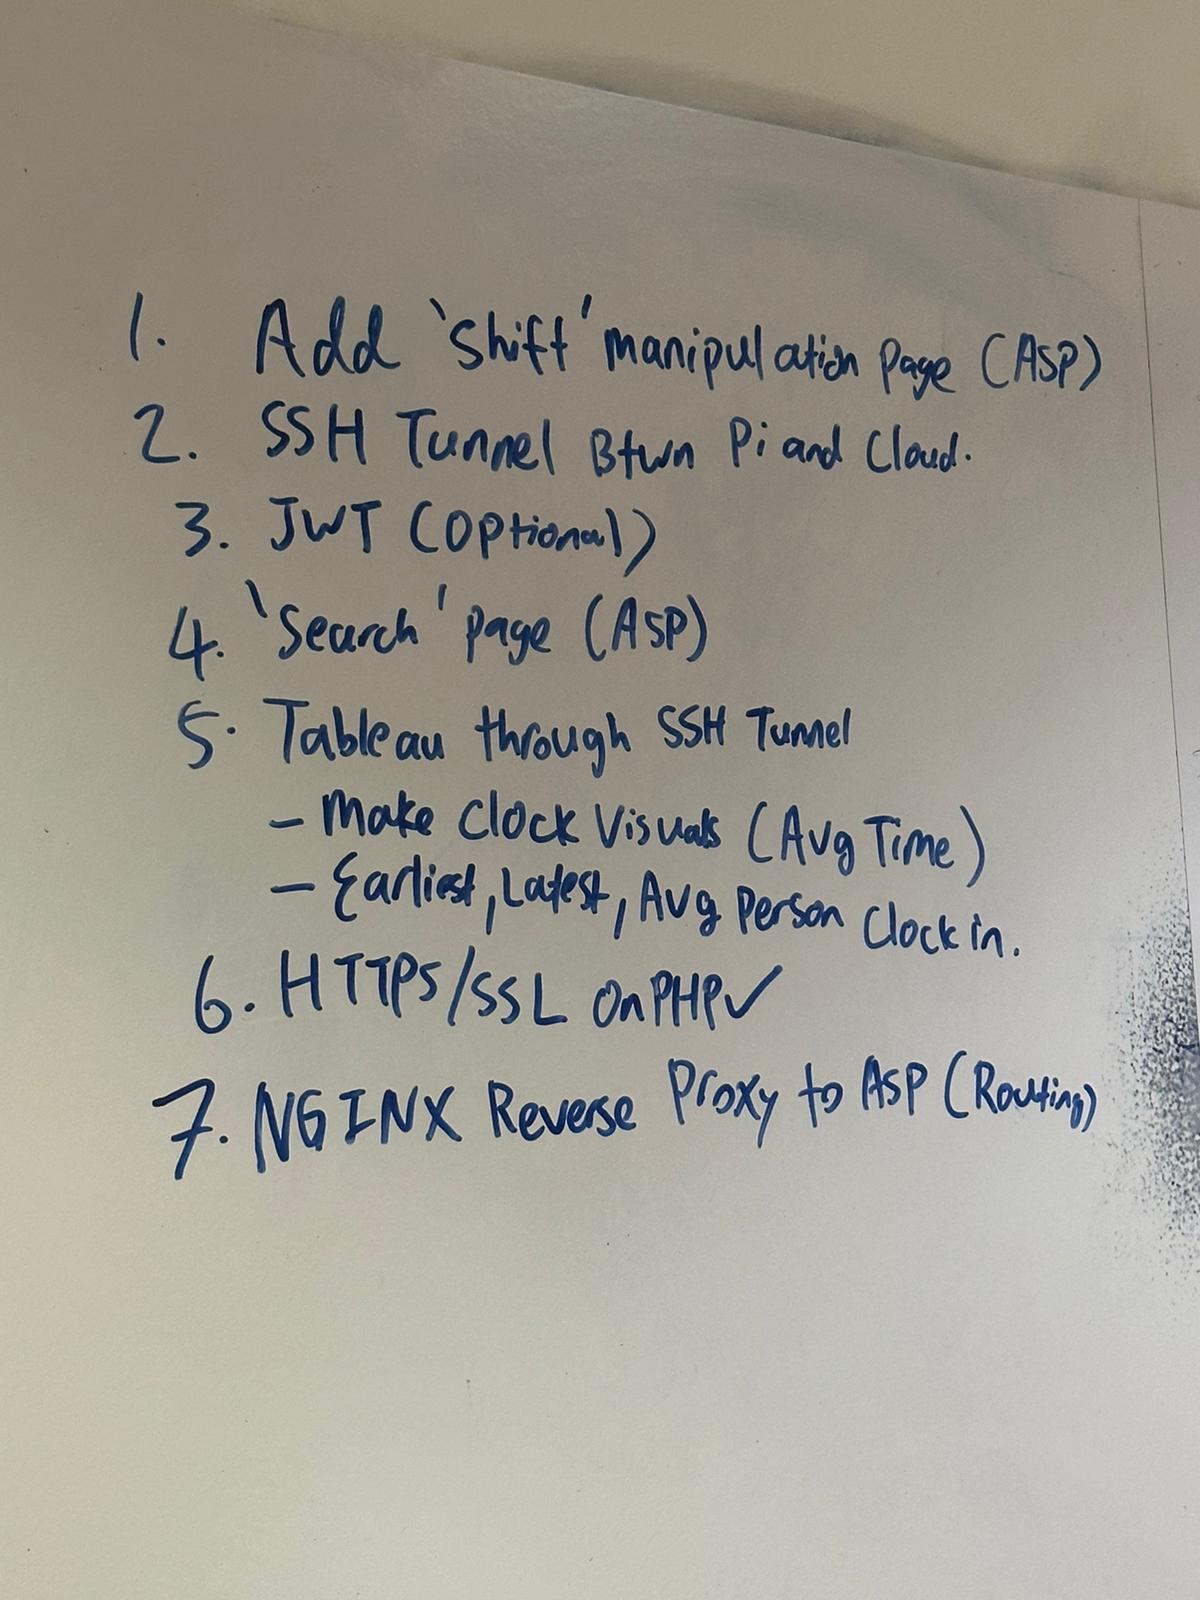 1. Add 'Shift' manipulation page (ASP)
2. SSH Tunnel Btwn Pi and Cloud.
3. JWT (Optional)
4. 'Search' page (ASP)
5. Tableau through SSH Tunnel
- Make Clock Visuals (Avg Time)
- Earliest, Latest, Avg Person Clock in.
6. HTTPS/SSL on PHP ✓
7. NGINX Reverse Proxy to ASP (Routing)